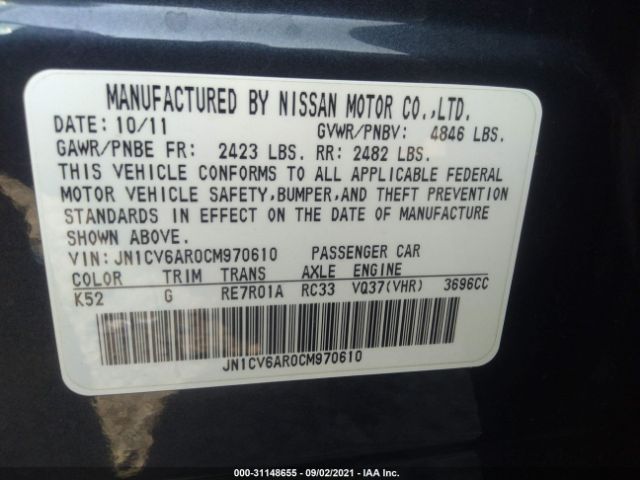 MANUFACTURED BY NISSAN MOTOR CO.,LTD.
DATE: 10/11 GVWR/PNBV: 4846 LBS.
GAWR/PNBE FR: 2423 LBS. RR: 2482 LBS.
THIS VEHICLE CONFORMS TO ALL APPLICABLE FEDERAL
MOTOR VEHICLE SAFETY,BUMPER,AND THEFT PREVENTION
STANDARDS IN EFFECT ON THE DATE OF MANUFACTURE
SHOWN ABOVE.
VIN:JN1CV6AR0CM970610 PASSENGER CAR
COLOR TRIM TRANS AXLE ENGINE
K52 G RE7R01A RC33 VQ37(VHR) 3696CC
JN1CV6AR0CM970610
000-31148655 - 09/02/2021 - IAA Inc.